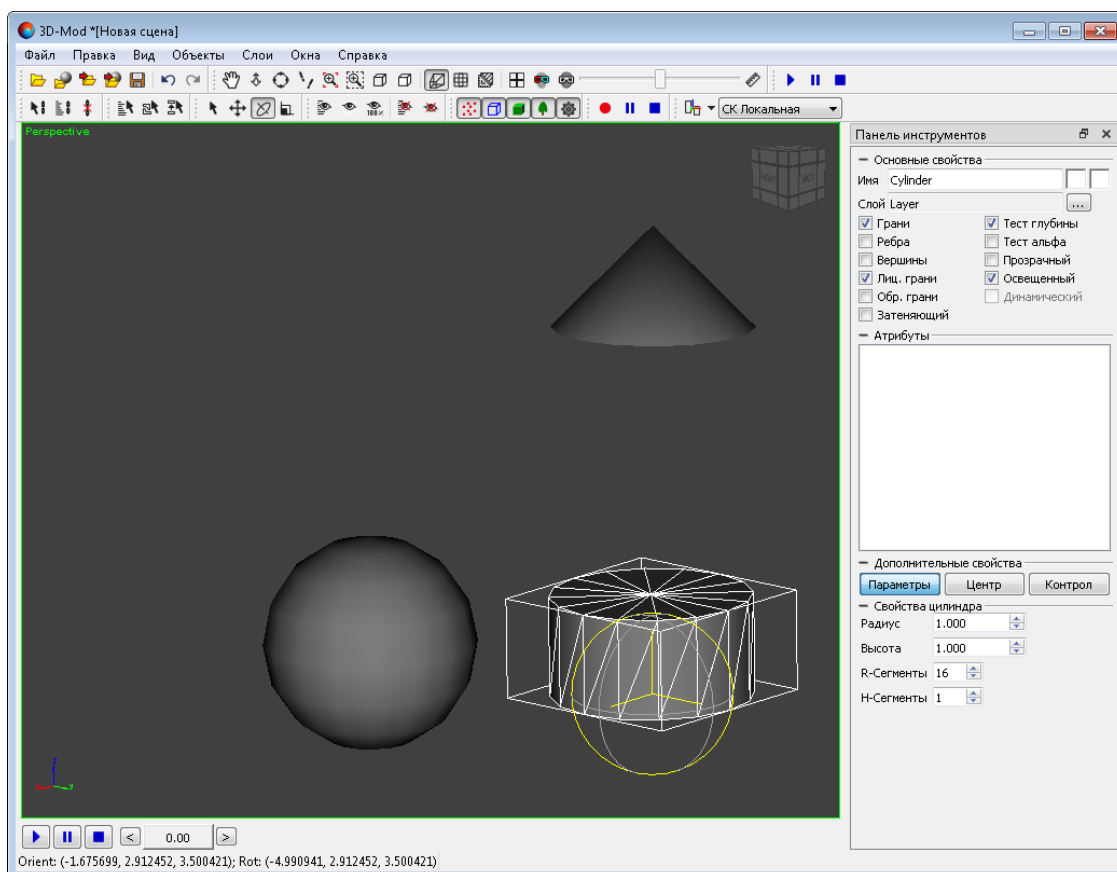 3D-Mod *[Новая сцена]
Файл Правка Вид Объекты Слои Окна Справка
100%
СК Локальная
Perspective
Панель инструментов
Основные свойства
Имя Cylinder
Слой Layer ...
Грани Тест глубины
Ребра Тест альфа
Вершины Прозрачный
Лиц. грани Освещенный
Обр. грани Динамический
Затеняющий
Атрибуты
Дополнительные свойства
Параметры Центр Контрол
Свойства цилиндра
Радиус 1.000
Высота 1.000
R-Сегменты 16
H-Сегменты 1
z
x y
< 0.00 >
Orient: (-1.675699, 2.912452, 3.500421); Rot: (-4.990941, 2.912452, 3.500421)